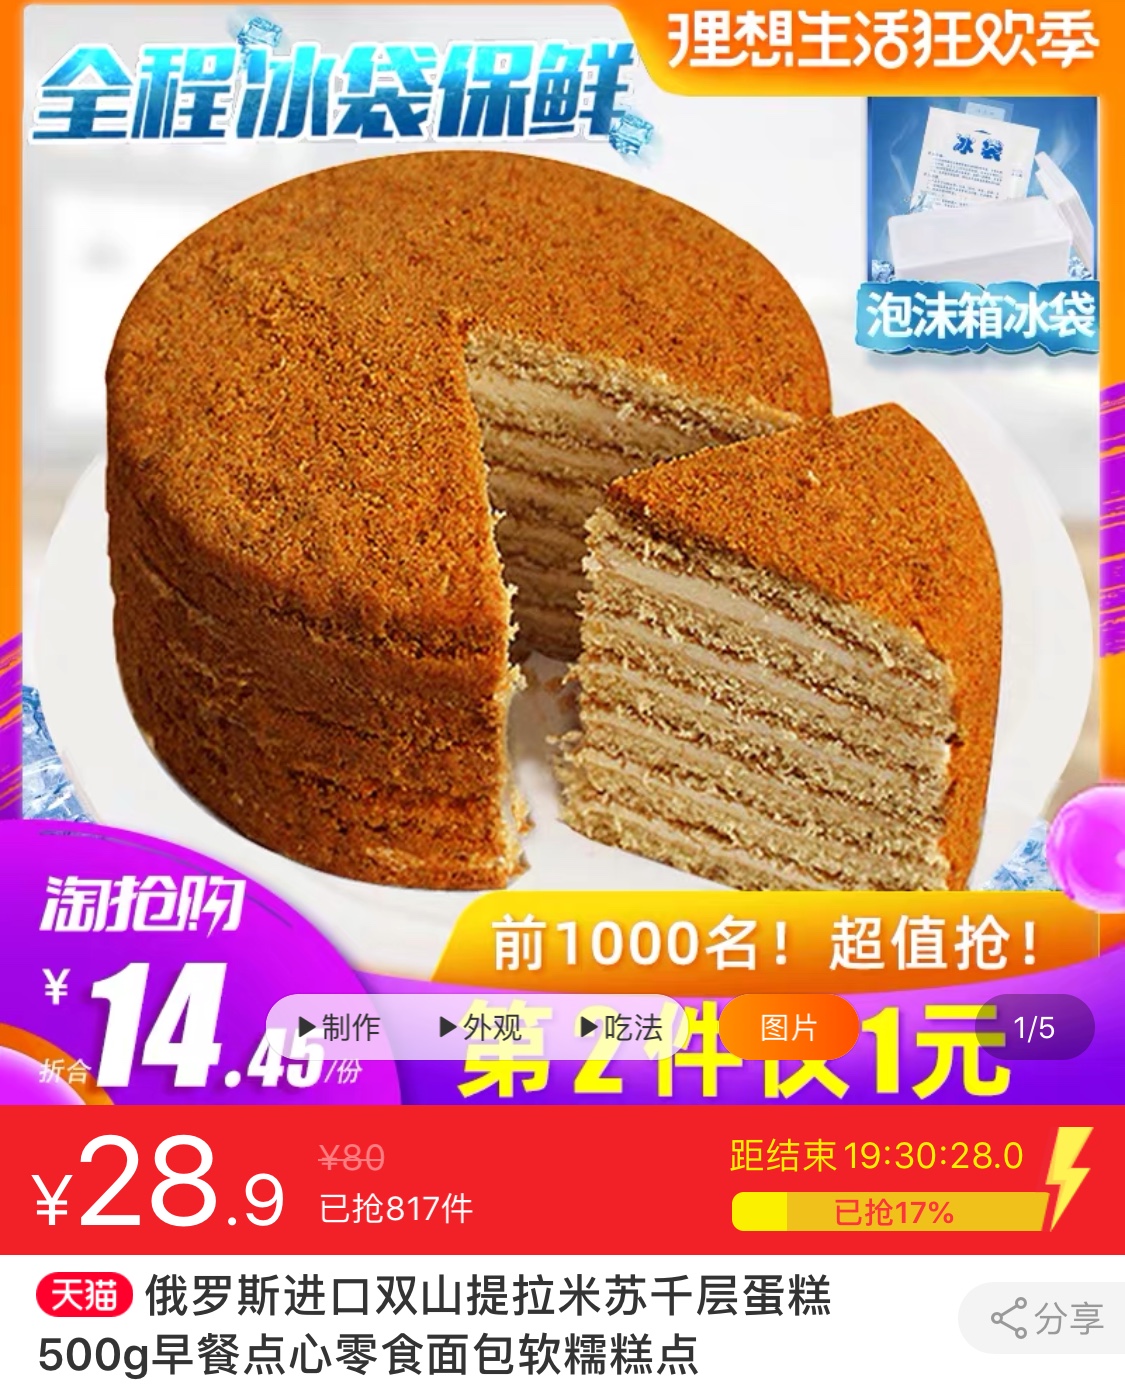 理想生活狂欢季
全程冰袋保鲜
冰袋
泡沫箱冰袋
淘抢购
¥14.45/份
折合
前1000名！超值抢！
第2件仅1元
▶制作 ▶外观 ▶吃法 图片 1/5
¥28.9
¥80
已抢817件
距结束19:30:28.0
已抢17%
天猫 俄罗斯进口双山提拉米苏千层蛋糕
500g早餐点心零食面包软糯糕点
分享